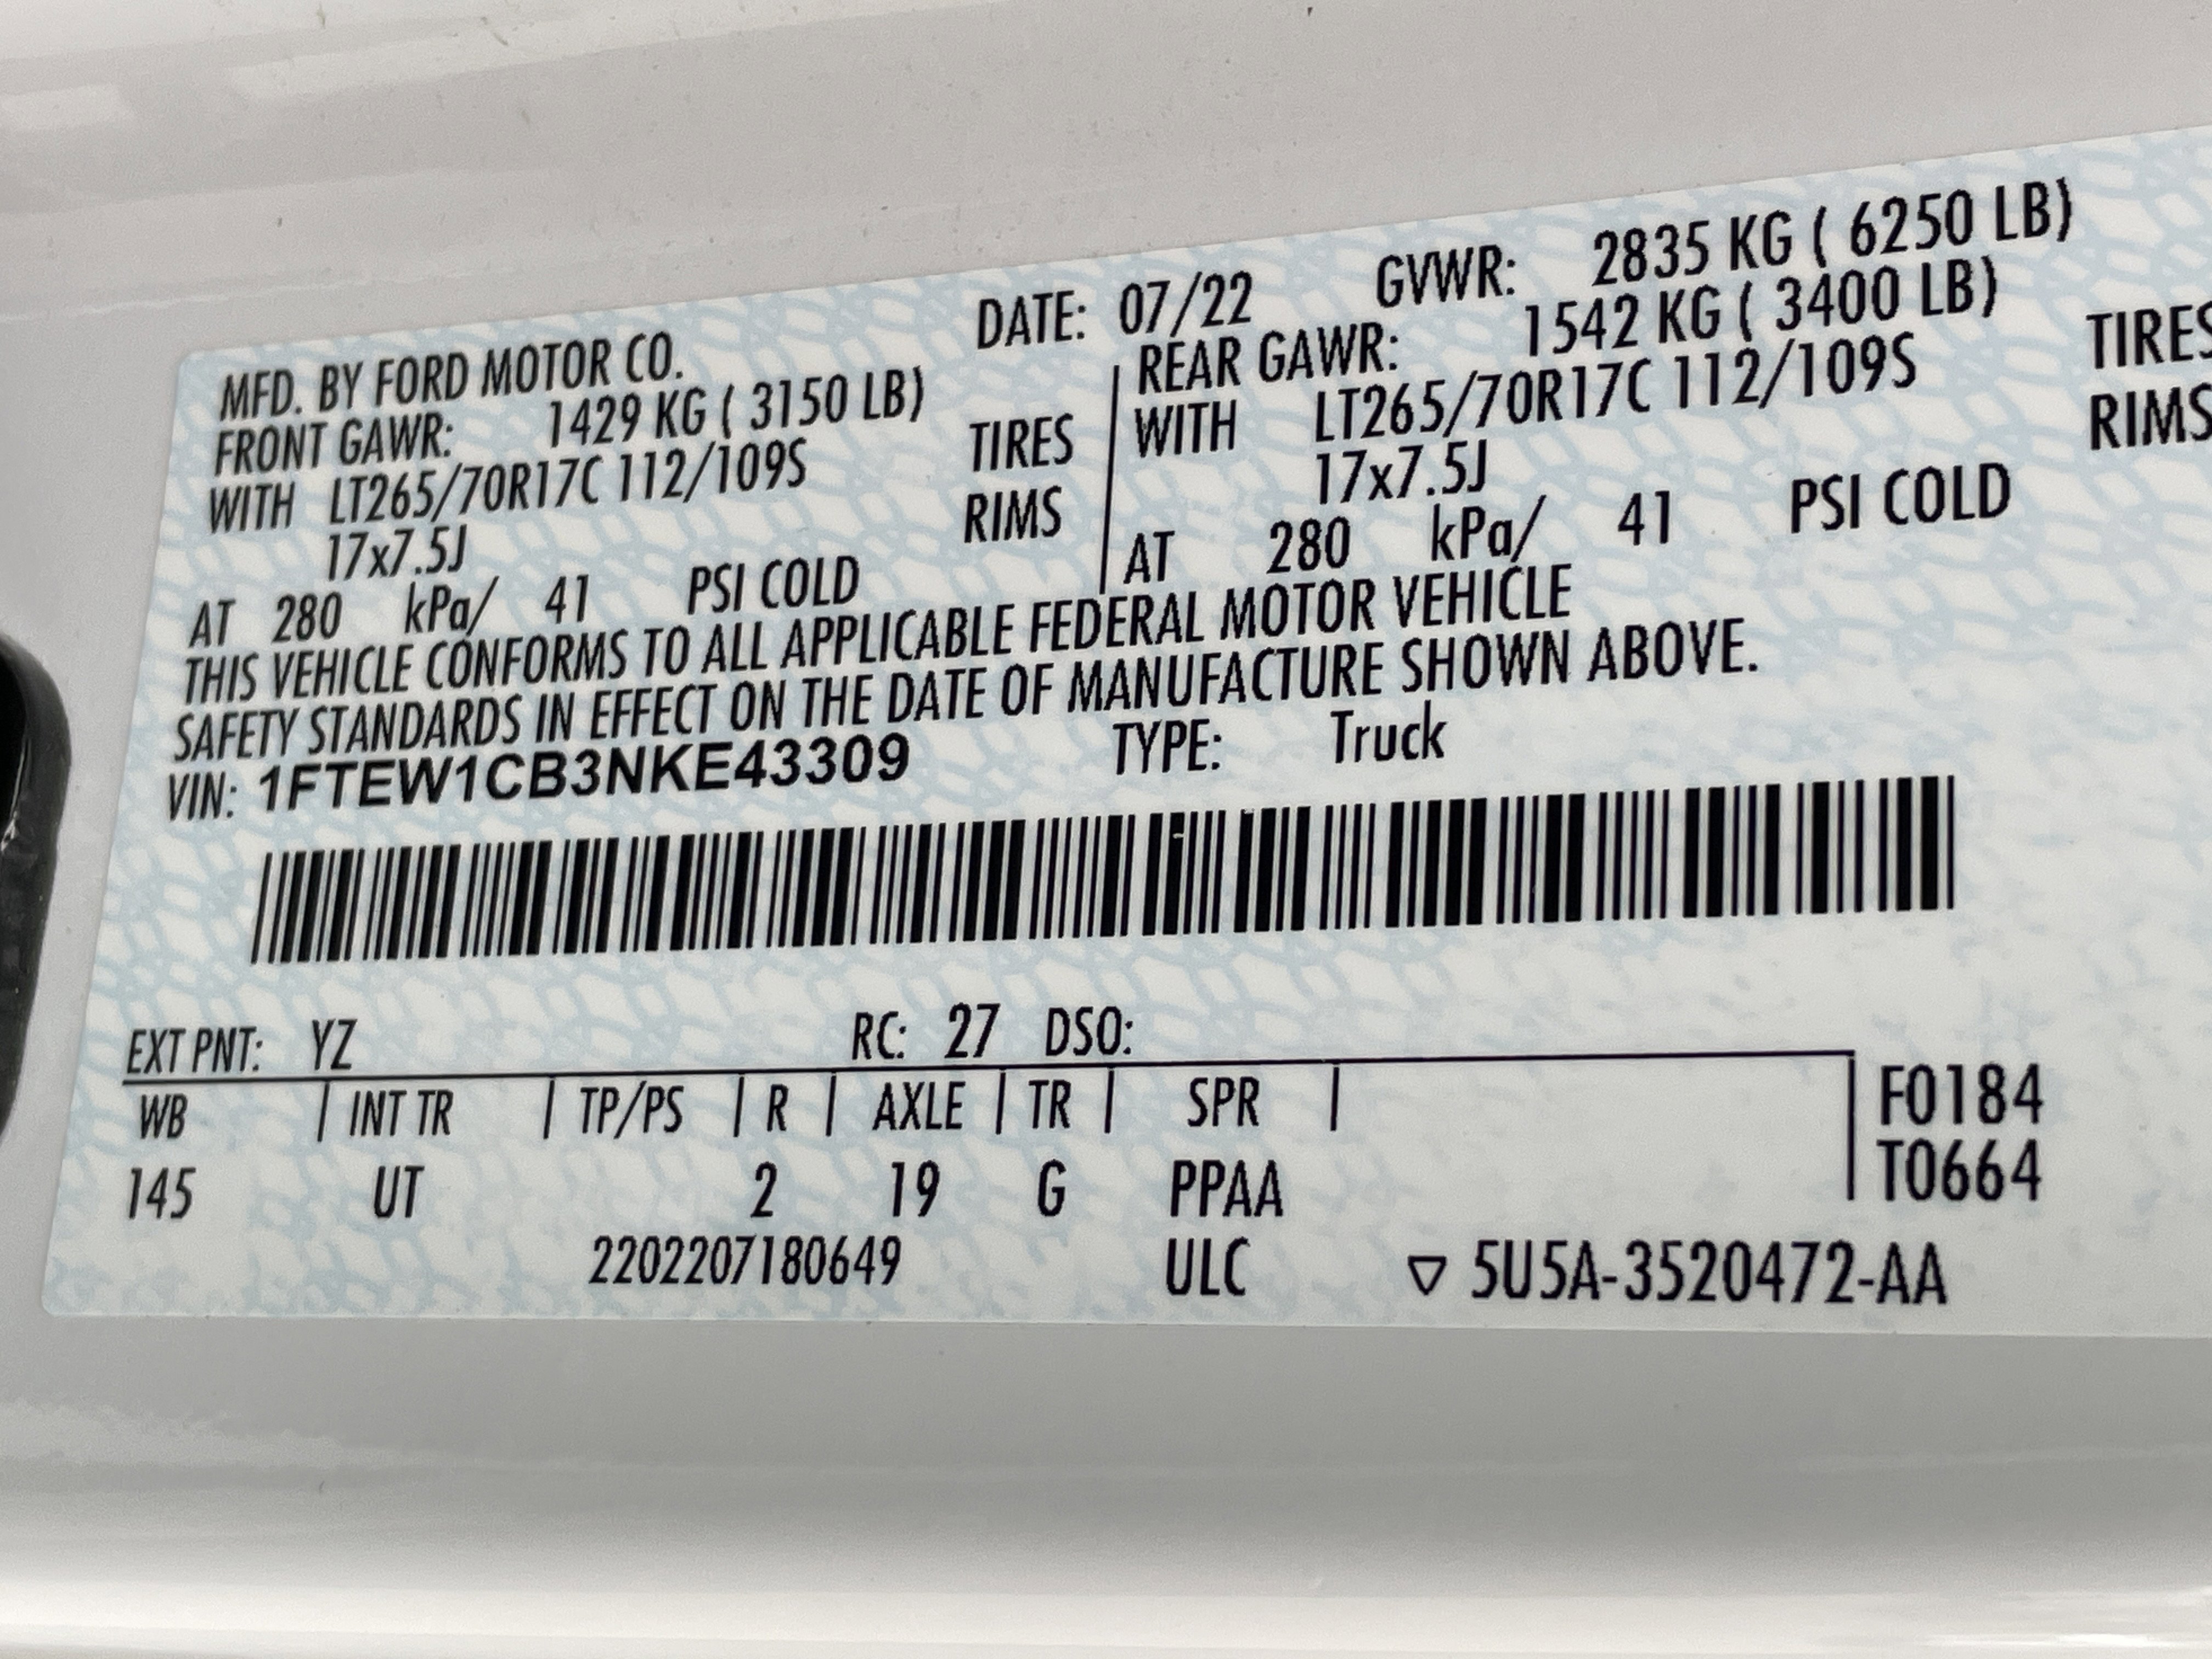 MFD. BY FORD MOTOR CO. DATE: 07/22 GVWR: 2835 KG ( 6250 LB)
FRONT GAWR: 1429 KG ( 3150 LB) REAR GAWR: 1542 KG ( 3400 LB)
WITH LT265/70R17C 112/109S TIRES WITH LT265/70R17C 112/109S TIRES
17x7.5J RIMS 17x7.5J RIMS
AT 280 kPa/ 41 PSI COLD AT 280 kPa/ 41 PSI COLD
THIS VEHICLE CONFORMS TO ALL APPLICABLE FEDERAL MOTOR VEHICLE
SAFETY STANDARDS IN EFFECT ON THE DATE OF MANUFACTURE SHOWN ABOVE.
VIN: 1FTEW1CB3NKE43309 TYPE: Truck
EXT PNT: YZ RC: 27 DSO:
WB | INT TR | TP/PS | R | AXLE | TR | SPR | F0184
145 UT 2 19 G PPAA T0664
2202207180649 ULC ▽ 5U5A-3520472-AA